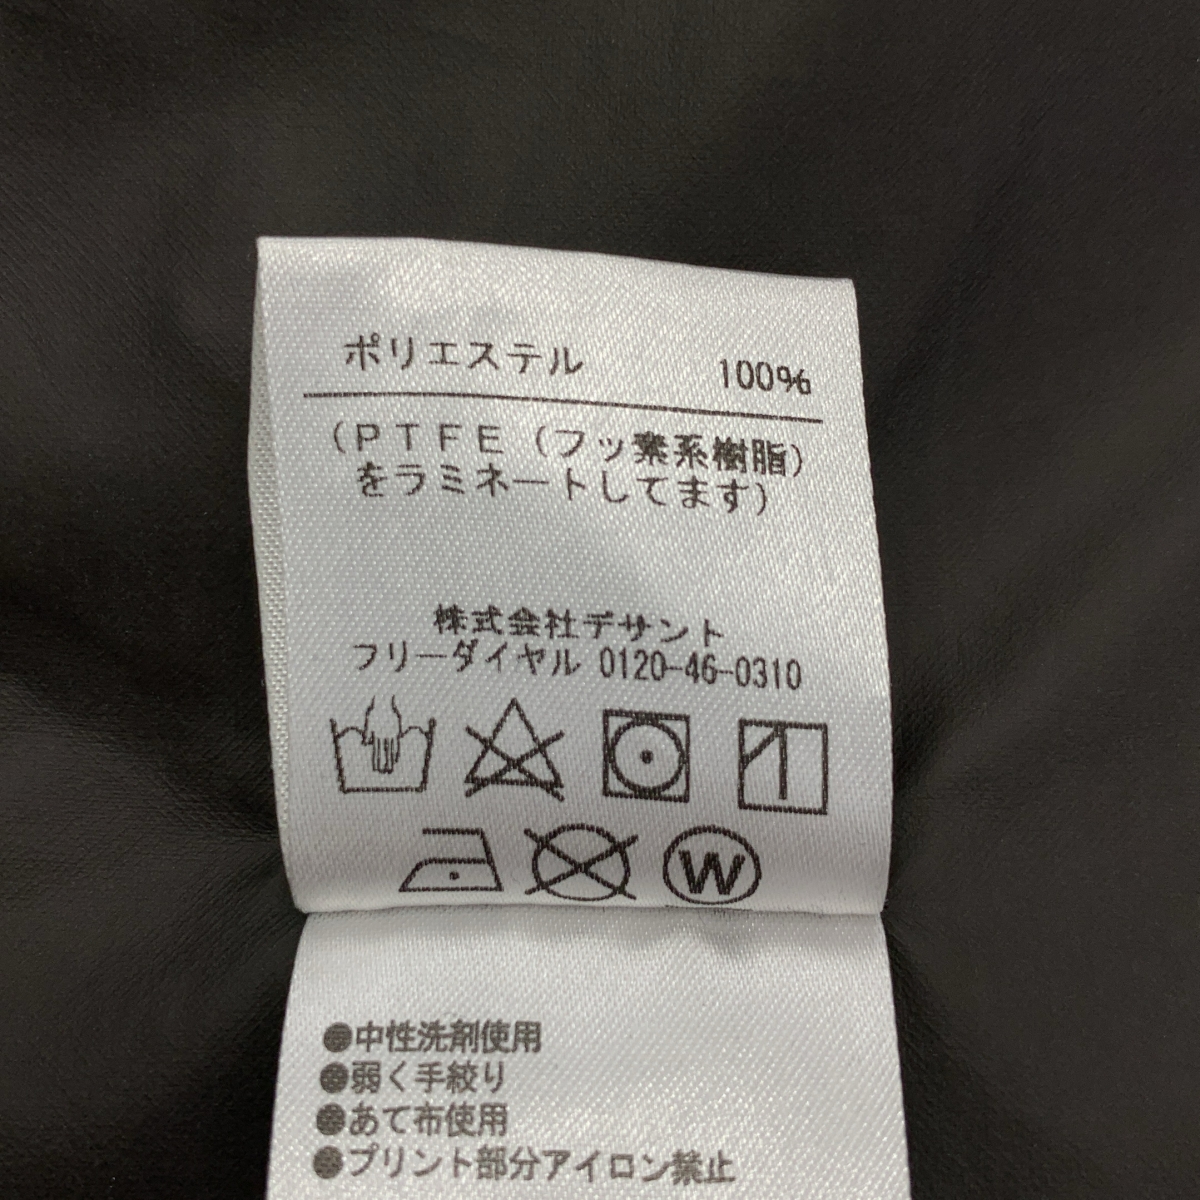 ポリエステル 100%
(PTFE(フッ素系樹脂)
をラミネートしてます)
株式会社デサント
フリーダイヤル 0120-46-0310
W
●中性洗剤使用
●弱く手絞り
●あて布使用
●プリント部分アイロン禁止